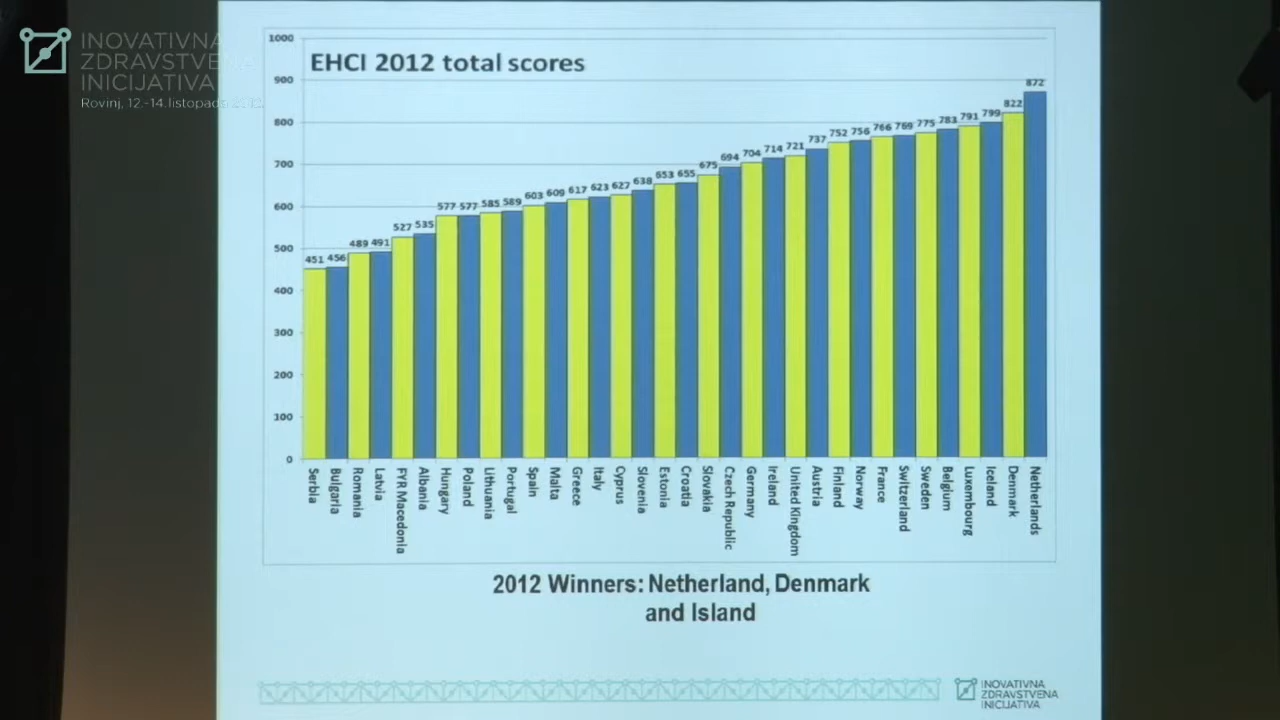 INOVATIVNA
ZDRAVSTVENA
INICIJATIVA
Rovinj, 12.-14.listopada
EHCI 2012 total scores
1000
900
800
700
600
500
400
300
200
100
0
451 456 489 491 527 535 577 577 585 589 603 609 617 623 627 638 653 655 675 694 704 714 721 737 752 756 766 769 775 783 791 799 822 872
Serbia
Bulgaria
Romania
Latvia
FYR Macedonia
Albania
Hungary
Poland
Lithuania
Portugal
Spain
Malta
Greece
Italy
Cyprus
Slovenia
Estonia
Croatia
Slovakia
Czech Republic
Germany
Ireland
United Kingdom
Austria
Finland
Norway
France
Switzerland
Sweden
Belgium
Luxembourg
Iceland
Denmark
Netherlands
2012 Winners: Netherland, Denmark
and Island
INOVATIVNA
ZDRAVSTVENA
INICIJATIVA